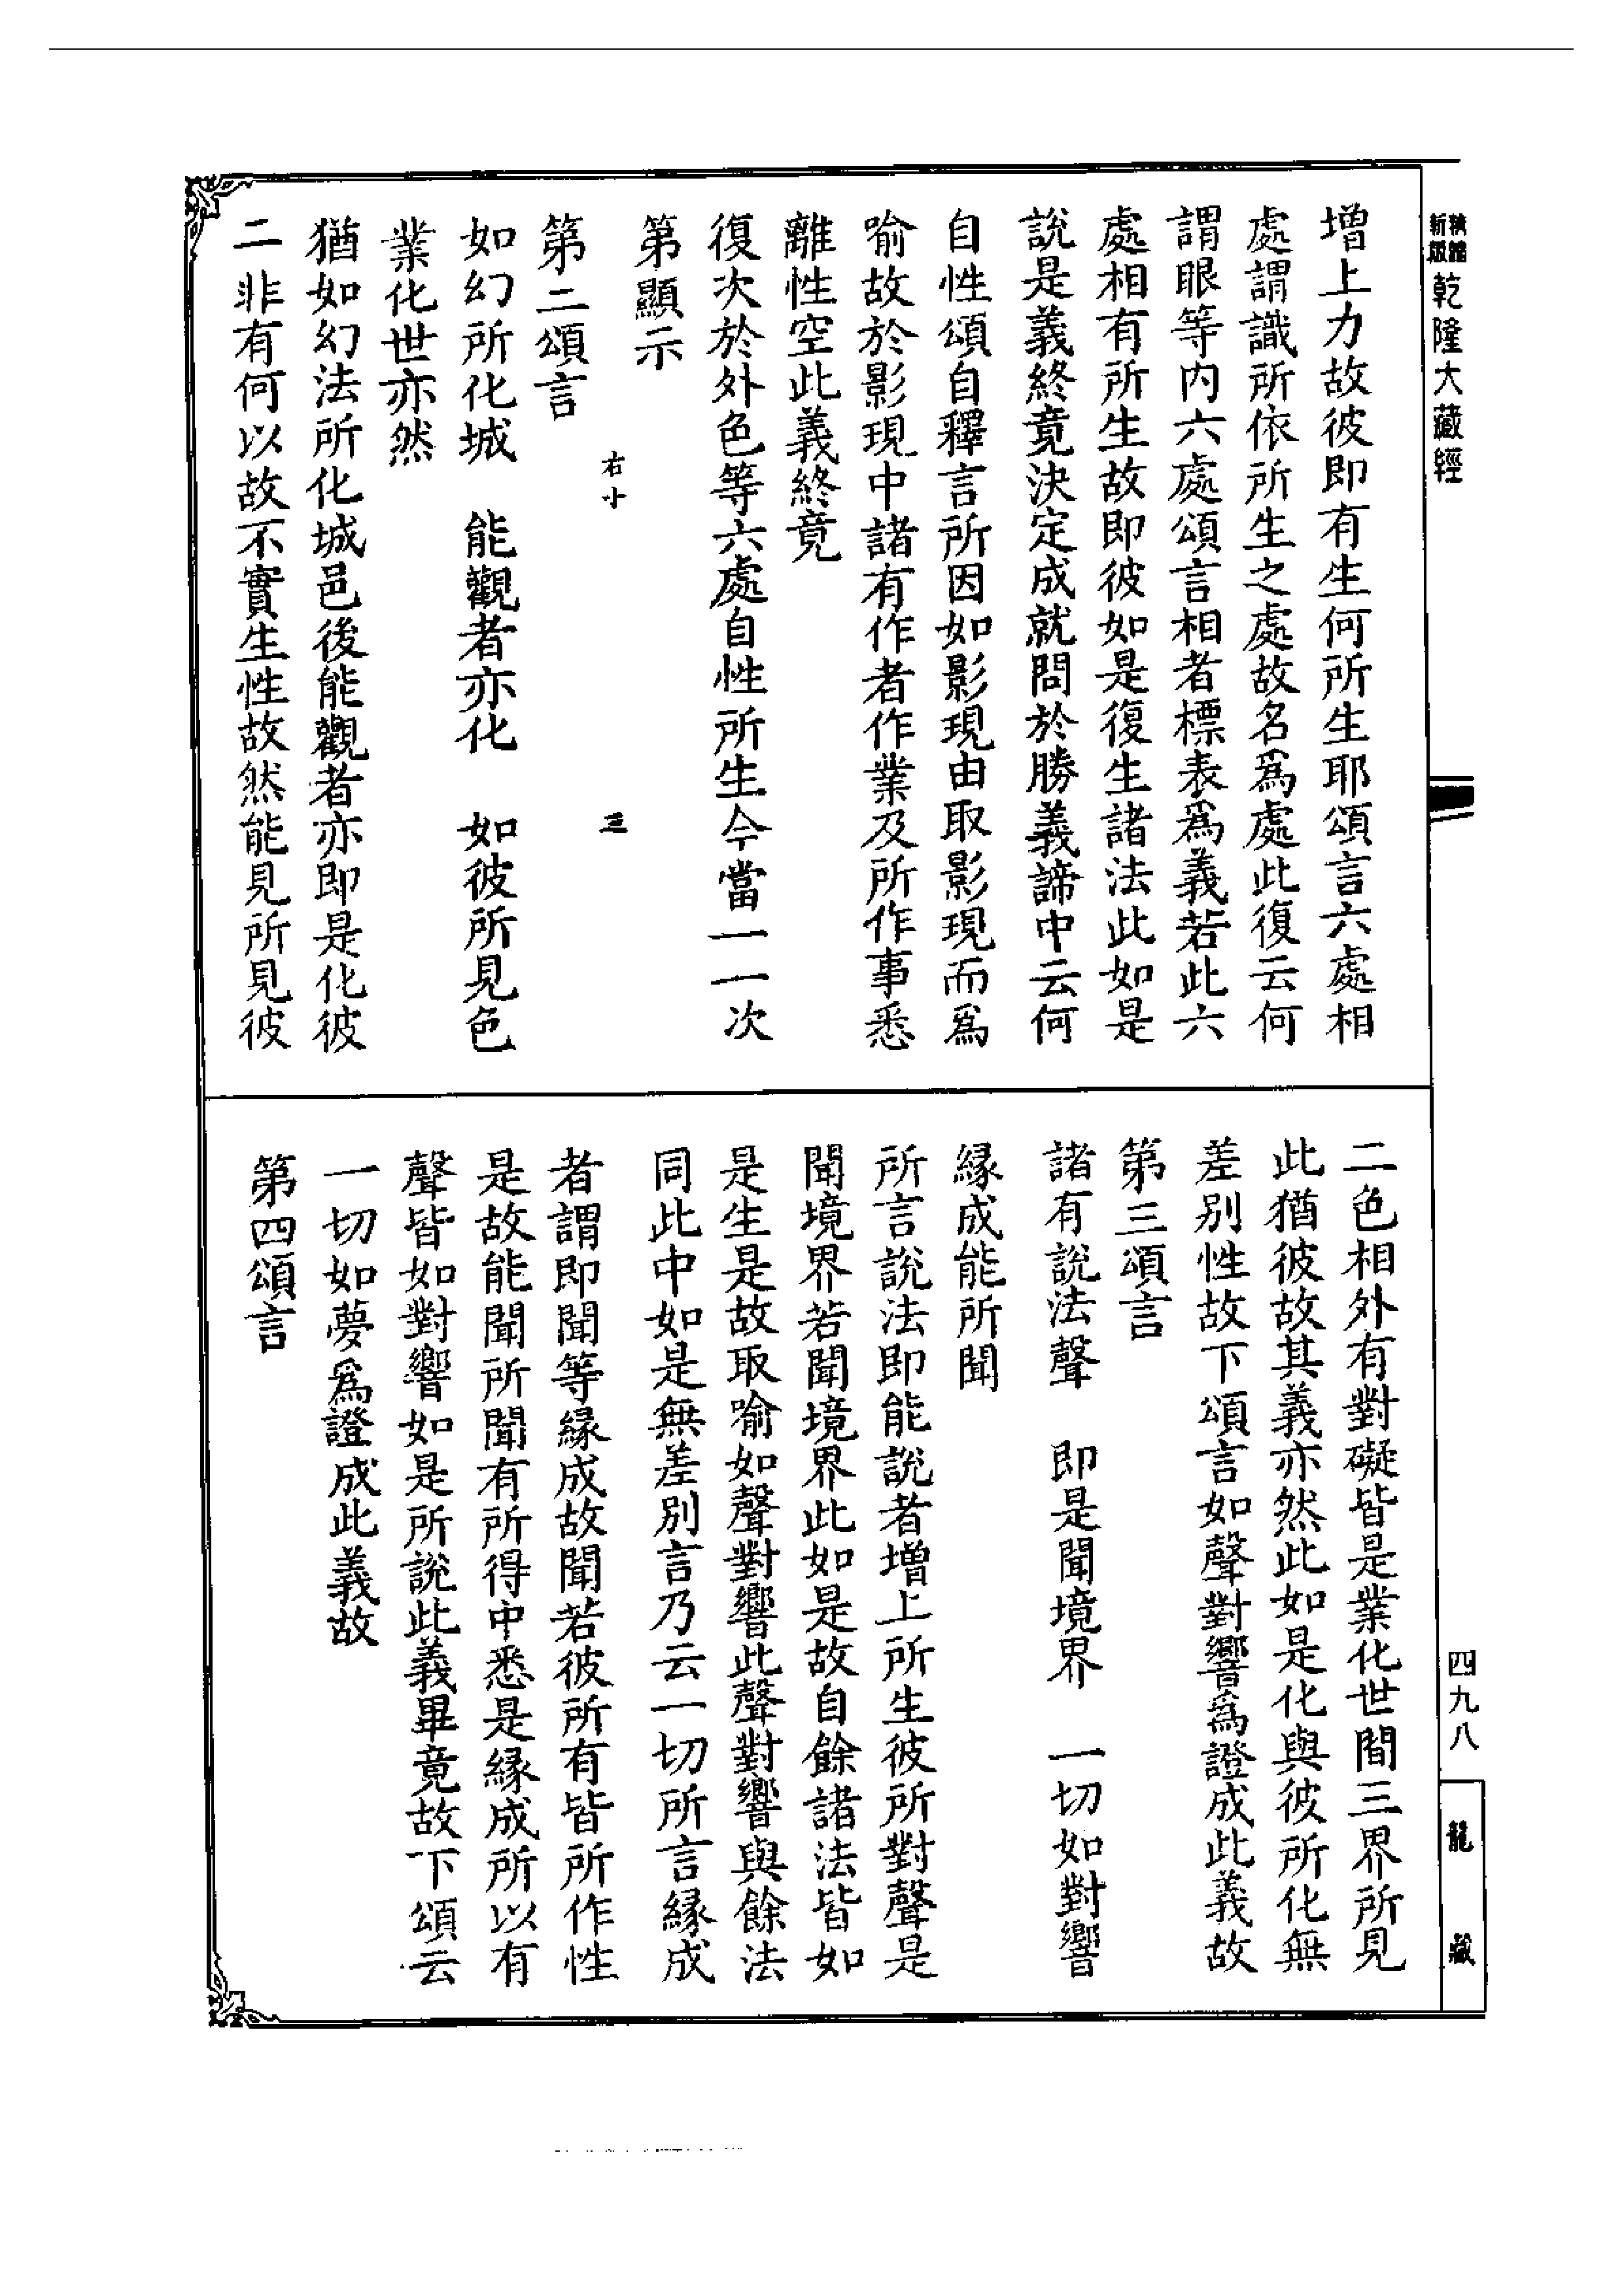 新版精縮乾隆大藏經
增上力故彼即有生何所生耶頌言六處相
處謂識所依所生之處故名為處此復云何
謂眼等内六處頌言相者標表為義若此六
處相有所生故即彼如是復生諸法此如是
說是義終竟決定成就問於勝義諦中云何
自性頌自釋言所因如影現由取影現而為
喻故於影現中諸有作者作業及所作事悉
離性空此義終竟
復次於外色等六處自性所生今當一一次
第顯示
右十 三
第二頌言
如幻所化城 能觀者亦化 如彼所見色
業化世亦然
猶如幻法所化城邑後能觀者亦即是化彼
二非有何以故不實生性故然能見所見彼
二色相外有對礙皆是業化世間三界所見
此猶彼故其義亦然此如是化與彼所化無
差别性故下頌言如聲對響為證成此義故
第三頌言
諸有說法聲 即是聞境界 一切如對響
緣成能所聞
所言說法即能說者增上所生彼所對聲是
聞境界若聞境界此如是故自餘諸法皆如
是生是故取喻如聲對響此聲對響與餘法
同此中如是無差別言乃云一切所言緣成
者謂即聞等緣成故聞若彼所有皆所作性
是故能聞所聞有所得中悉是緣成所以有
聲皆如對響如是所說此義畢竟故下頌云
一切如夢為證成此義故
第四頌言
四九八
龍藏